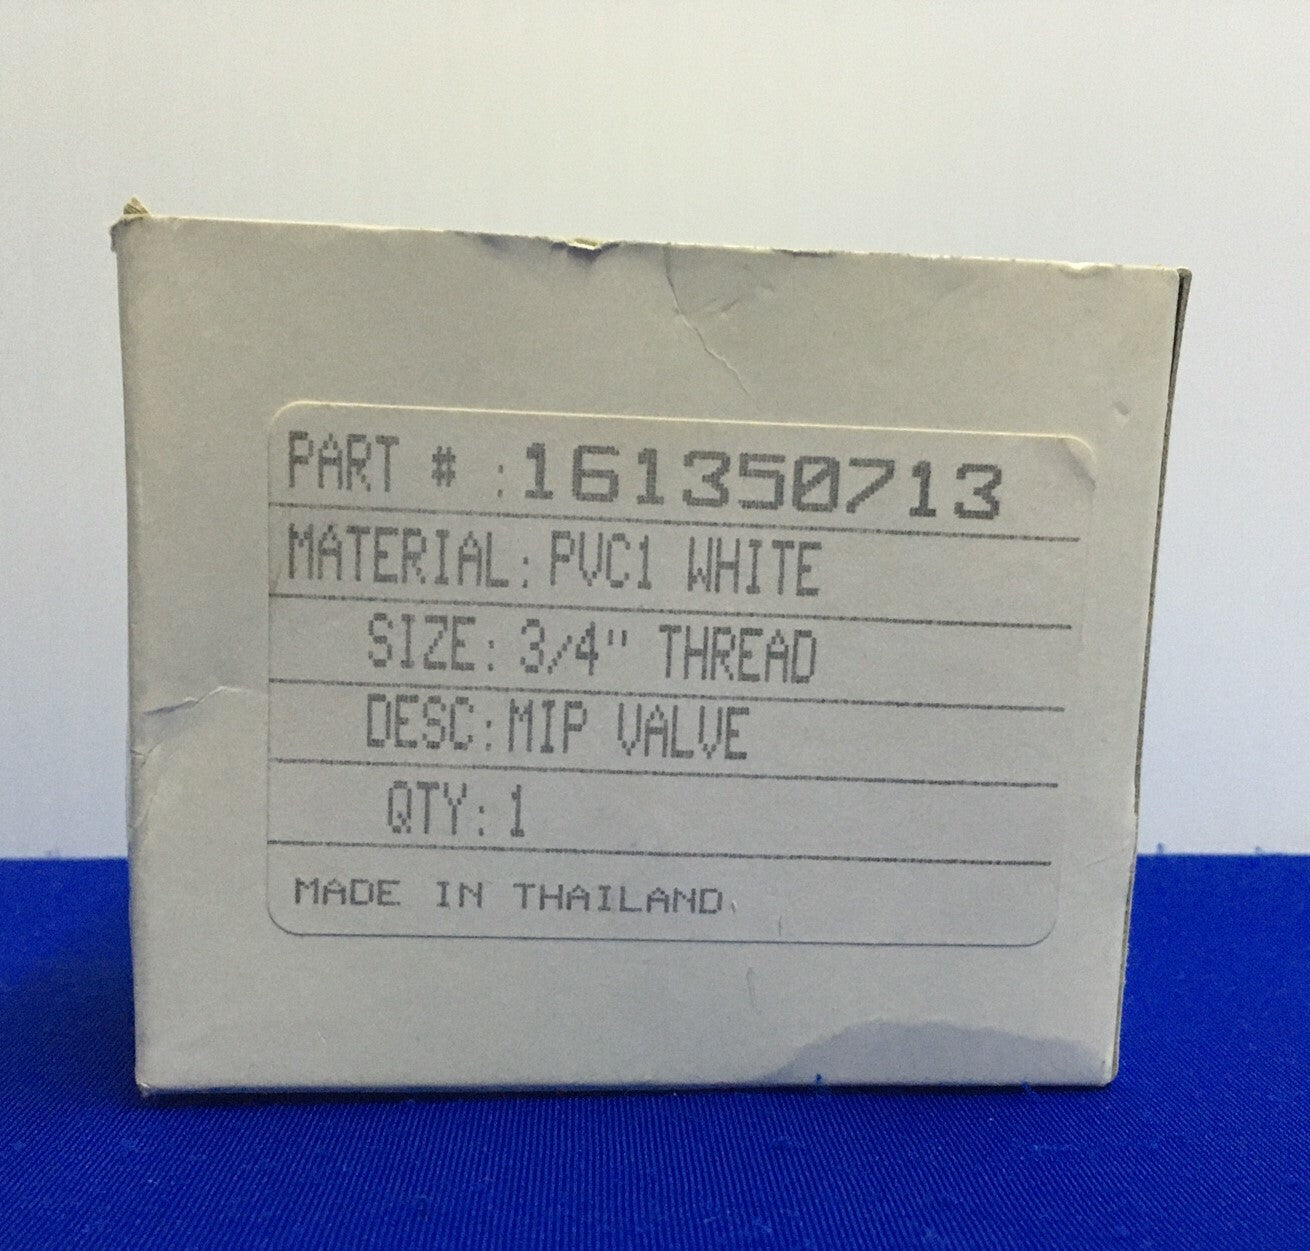 PART # :161350713
MATERIAL:PVC1 WHITE
SIZE: 3/4" THREAD
DESC:MIP VALVE
QTY: 1
MADE IN THAILAND